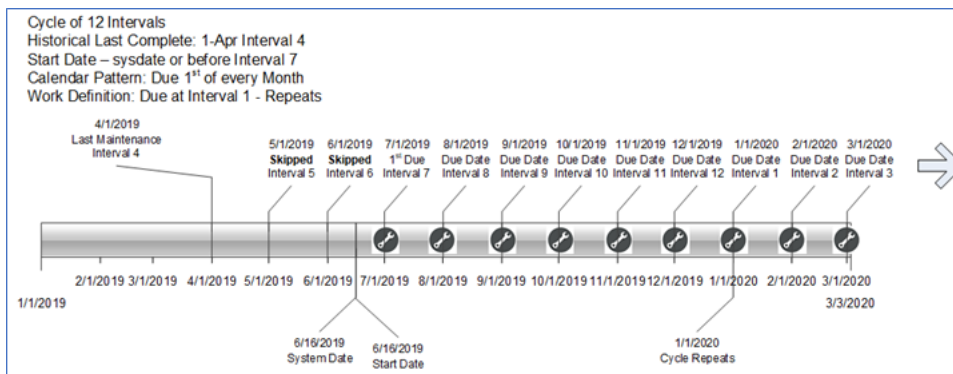 Cycle of 12 Intervals
Historical Last Complete: 1-Apr Interval 4
Start Date – sysdate or before Interval 7
Calendar Pattern: Due 1st of every Month
Work Definition: Due at Interval 1 - Repeats
4/1/2019
Last Maintenance
Interval 4
5/1/2019
Skipped
Interval 5
6/1/2019
Skipped
Interval 6
7/1/2019
1st Due
Interval 7
8/1/2019
Due Date
Interval 8
9/1/2019
Due Date
Interval 9
10/1/2019
Due Date
Interval 10
11/1/2019
Due Date
Interval 11
12/1/2019
Due Date
Interval 12
1/1/2020
Due Date
Interval 1
2/1/2020
Due Date
Interval 2
3/1/2020
Due Date
Interval 3
2/1/2019 3/1/2019 4/1/2019 5/1/2019 6/1/2019 7/1/2019 8/1/2019 9/1/2019 10/1/2019 11/1/2019 12/1/2019 1/1/2020 2/1/2020 3/1/2020
1/1/2019 3/3/2020
6/16/2019
System Date
6/16/2019
Start Date
1/1/2020
Cycle Repeats